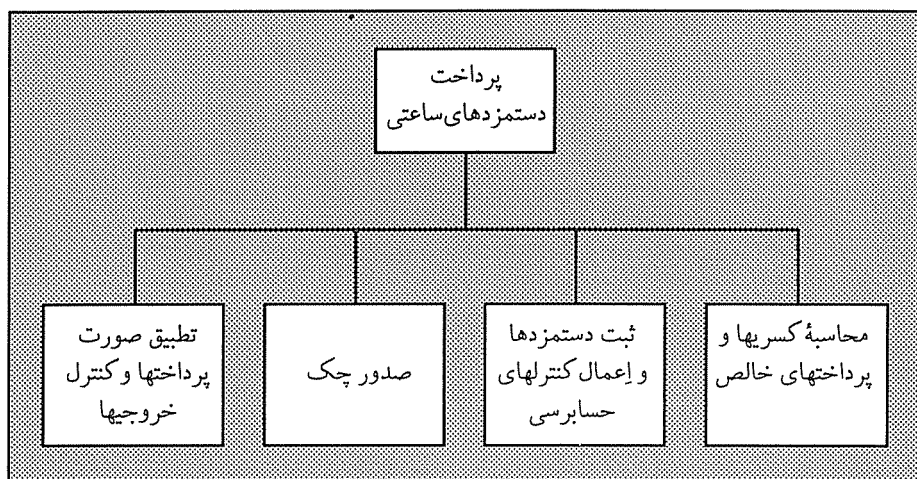 پرداخت
دستمزدهای ساعتی
محاسبهٔ کسریها و
پرداختهای خالص
ثبت دستمزدها
و اِعمال کنترلهای
حسابرسی
صدور چک
تطبیق صورت
پرداختها و کنترل
خروجیها